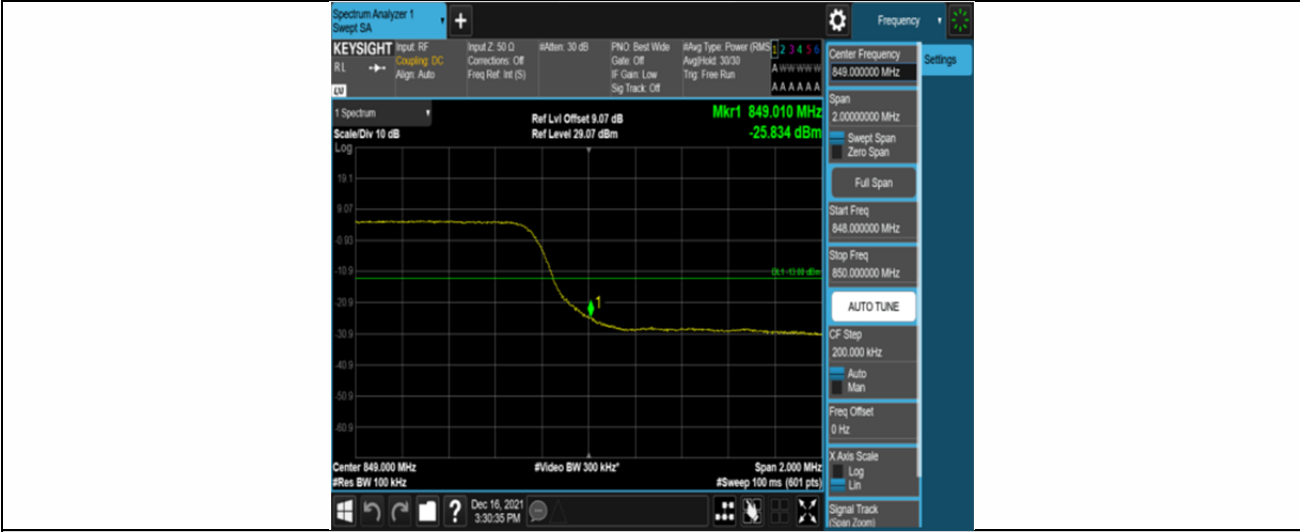 Spectrum Analyzer 1
Swept SA
+
Frequency
KEYSIGHT
RL
Input: RF
Coupling: DC
Align: Auto
Input Z: 50 Ω
Corrections: Off
Freq Ref: Int (S)
#Atten: 30 dB
PNO: Best Wide
Gate: Off
IF Gain: Low
Sig Track: Off
#Avg Type: Power (RMS
Avg|Hold: 30/30
Trig: Free Run
1 2 3 4 5 6
A W W W W W
A A A A A A
Center Frequency
849.000000 MHz
Settings
Span
2.00000000 MHz
Swept Span
Zero Span
Full Span
Start Freq
848.000000 MHz
Stop Freq
850.000000 MHz
AUTO TUNE
CF Step
200.000 kHz
Auto
Man
Freq Offset
0 Hz
X Axis Scale
Log
Lin
Signal Track
(Span Zoom)
1 Spectrum
Scale/Div 10 dB
Log
Ref Lvl Offset 9.07 dB
Ref Level 29.07 dBm
Mkr1 849.010 MHz
-25.834 dBm
19.1
9.07
-0.93
-10.9
DL1 -13.00 dBm
-20.9
1
-30.9
-40.9
-50.9
-60.9
Center 849.000 MHz
#Video BW 300 kHz*
Span 2.000 MHz
#Res BW 100 kHz
#Sweep 100 ms (601 pts)
?
Dec 16, 2021
3:30:35 PM